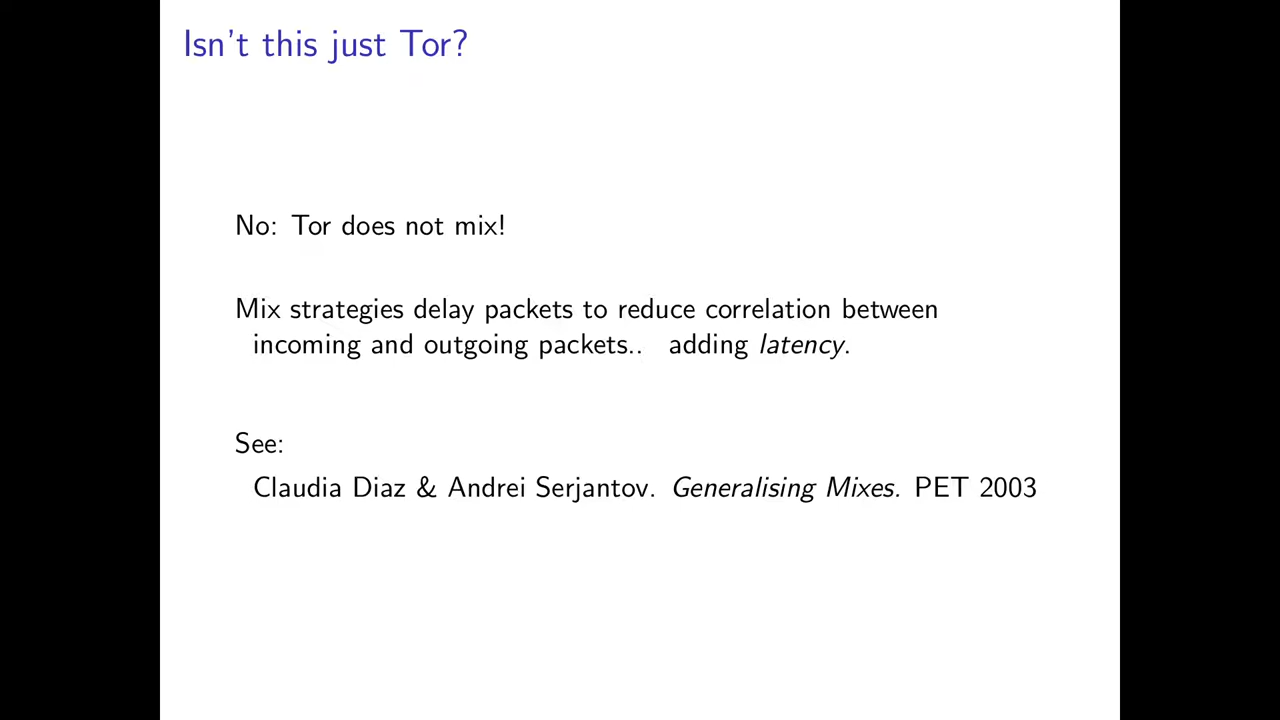 Isn't this just Tor?
No: Tor does not mix!
Mix strategies delay packets to reduce correlation between
incoming and outgoing packets.. adding latency.
See:
Claudia Diaz & Andrei Serjantov. Generalising Mixes. PET 2003